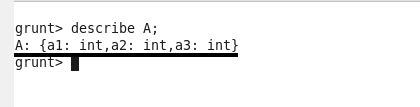 grunt> describe A;
A: {a1: int,a2: int,a3: int}
grunt>